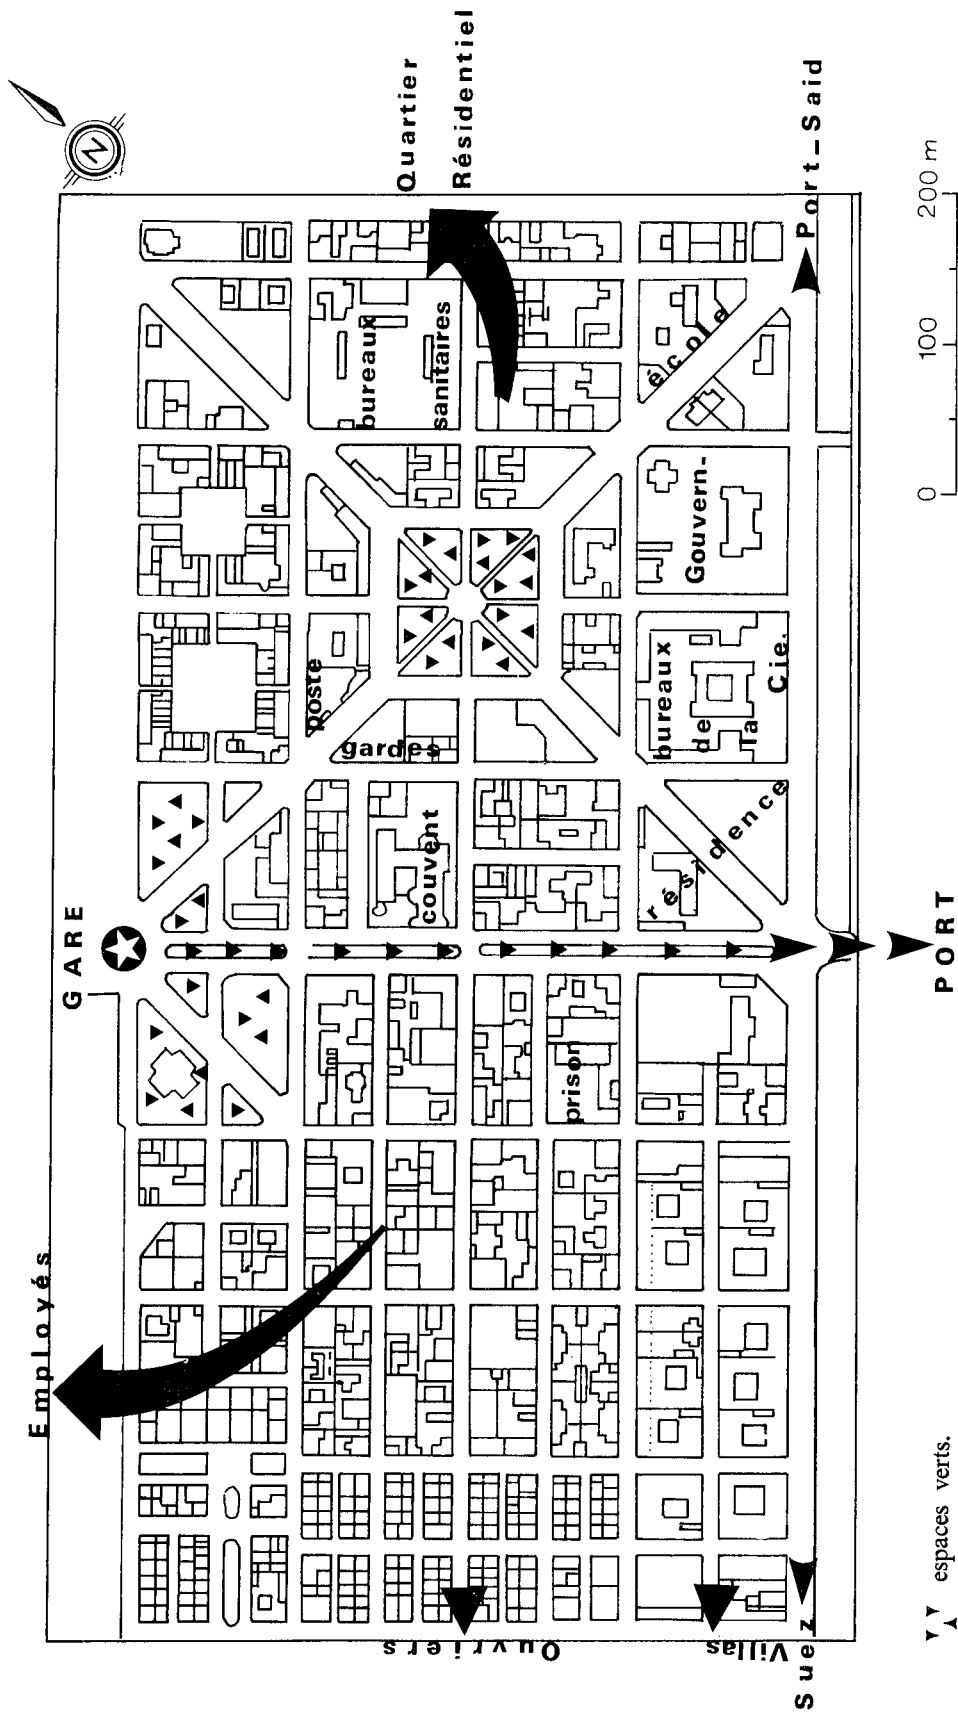 Quartier
Résidentiel
N
Port_Said
bureaux
sanitaires
école
Gouvern-
bureaux
de
la
Cie.
poste
gardes
couvent
résidence
GARE
PORT
prison
Employés
Ouvriers
Villas
Suez
0 100 200 m
espaces verts.